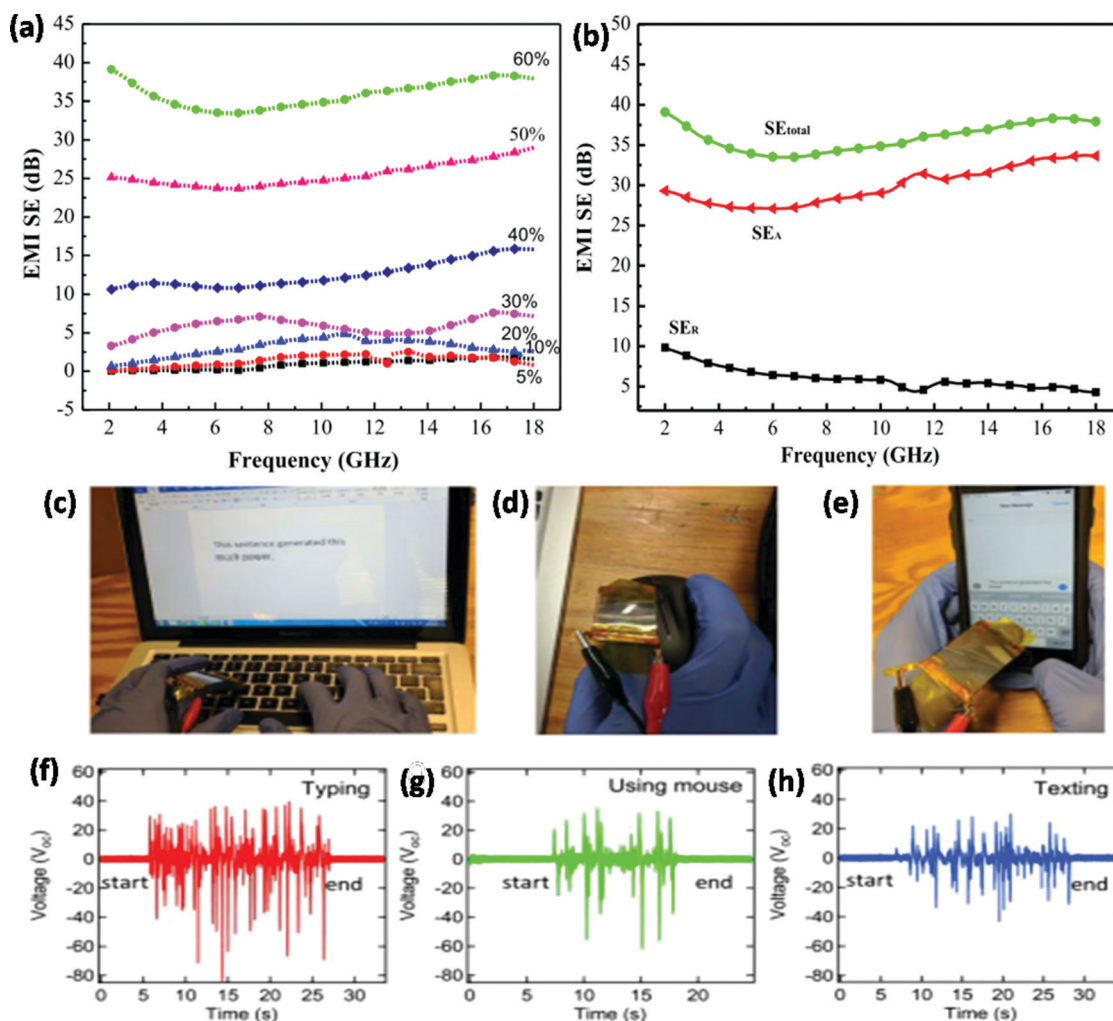 (a)
45
40
35
30
25
20
15
10
5
0
-5
EMI SE (dB)
60%
50%
40%
30%
20%
10%
5%
2 4 6 8 10 12 14 16 18
Frequency (GHz)
(b)
50
45
40
35
30
25
20
15
10
5
EMI SE (dB)
SEtotal
SEA
SER
2 4 6 8 10 12 14 16 18
Frequency (GHz)
(c)
This sentence generated this
much power.
(d)
(e)
New Message
(f)
60
40
20
0
-20
-40
-60
-80
Voltage (Voc)
Typing
start
end
0 5 10 15 20 25 30
Time (s)
(g)
60
40
20
0
-20
-40
-60
-80
Voltage (Voc)
Using mouse
start
end
0 5 10 15 20
Time (s)
(h)
60
40
20
0
-20
-40
-60
-80
Voltage (Voc)
Texting
start
end
0 5 10 15 20 25 30
Time (s)